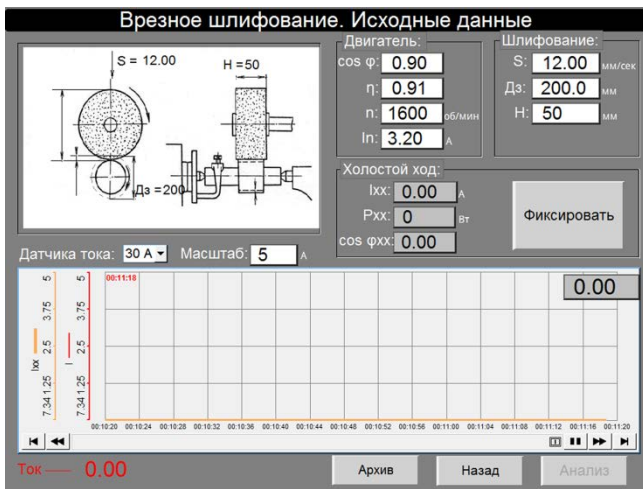 Врезное шлифование. Исходные данные
S = 12.00
H =50
Дз =200
Двигатель:
cos φ: 0.90
η: 0.91
n: 1600 об/мин
In: 3.20 А
Шлифование:
S: 12.00 мм/сек
Дз: 200.0 мм
H: 50 мм
Холостой ход:
Ixx: 0.00 А
Pxx: 0 Вт
cos φxx: 0.00
Фиксировать
Датчика тока: 30 А Масштаб: 5 А
00:11:18
0.00
5 5
3.75 3.75
2.5 2.5
Ixx I
1.25 1.25
7.34 7.34
00:10:20 00:10:24 00:10:28 00:10:32 00:10:36 00:10:40 00:10:44 00:10:48 00:10:52 00:10:56 00:11:00 00:11:04 00:11:08 00:11:12 00:11:16 00:11:20
Ток 0.00
Архив Назад Анализ